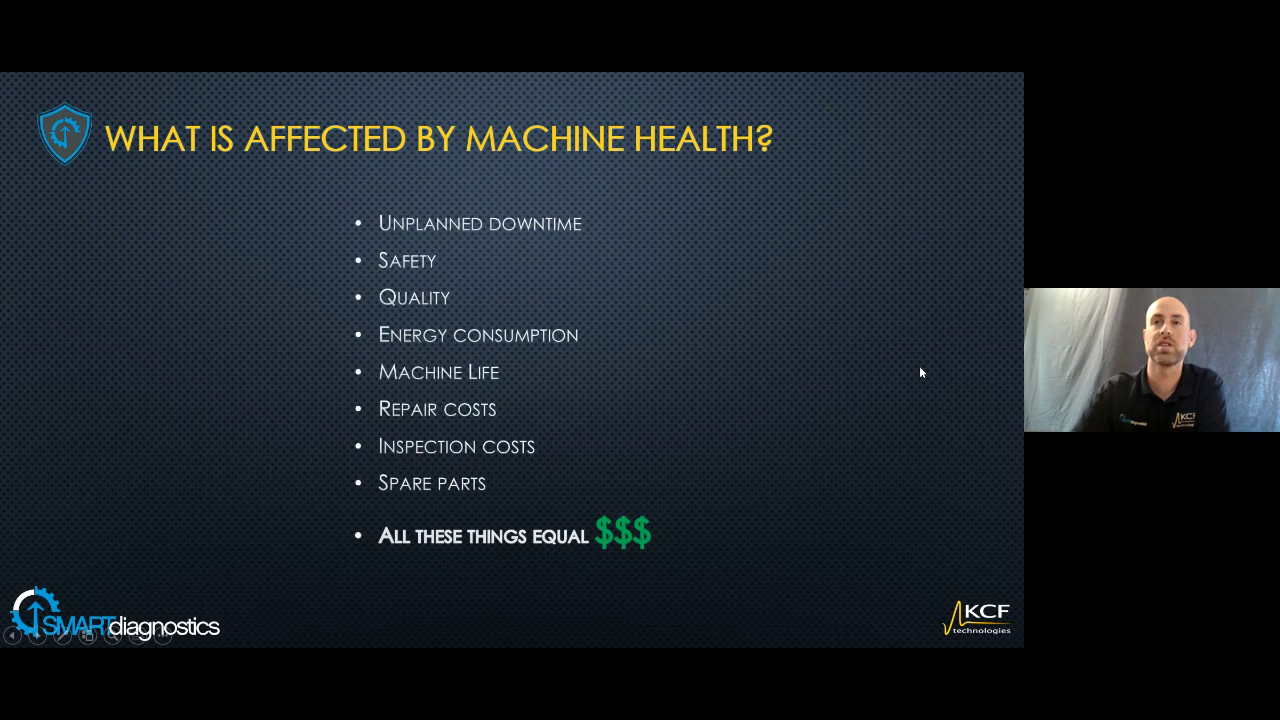 WHAT IS AFFECTED BY MACHINE HEALTH?
• UNPLANNED DOWNTIME
• SAFETY
• QUALITY
• ENERGY CONSUMPTION
• MACHINE LIFE
• REPAIR COSTS
• INSPECTION COSTS
• SPARE PARTS
• ALL THESE THINGS EQUAL $$$
SMARTdiagnostics
KCF
technologies
KCF